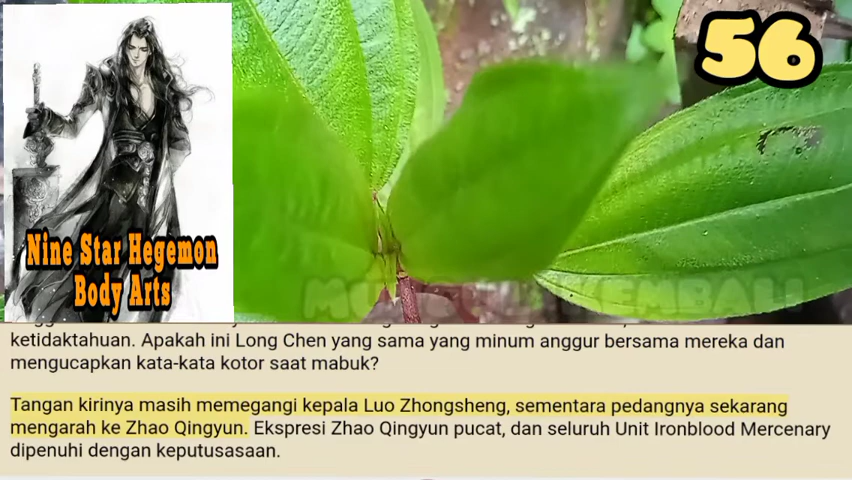 56
Nine Star Hegemon
Body Arts
ketidaktahuan. Apakah ini Long Chen yang sama yang minum anggur bersama mereka dan
mengucapkan kata-kata kotor saat mabuk?
Tangan kirinya masih memegangi kepala Luo Zhongsheng, sementara pedangnya sekarang
mengarah ke Zhao Qingyun. Ekspresi Zhao Qingyun pucat, dan seluruh Unit Ironblood Mercenary
dipenuhi dengan keputusasaan.